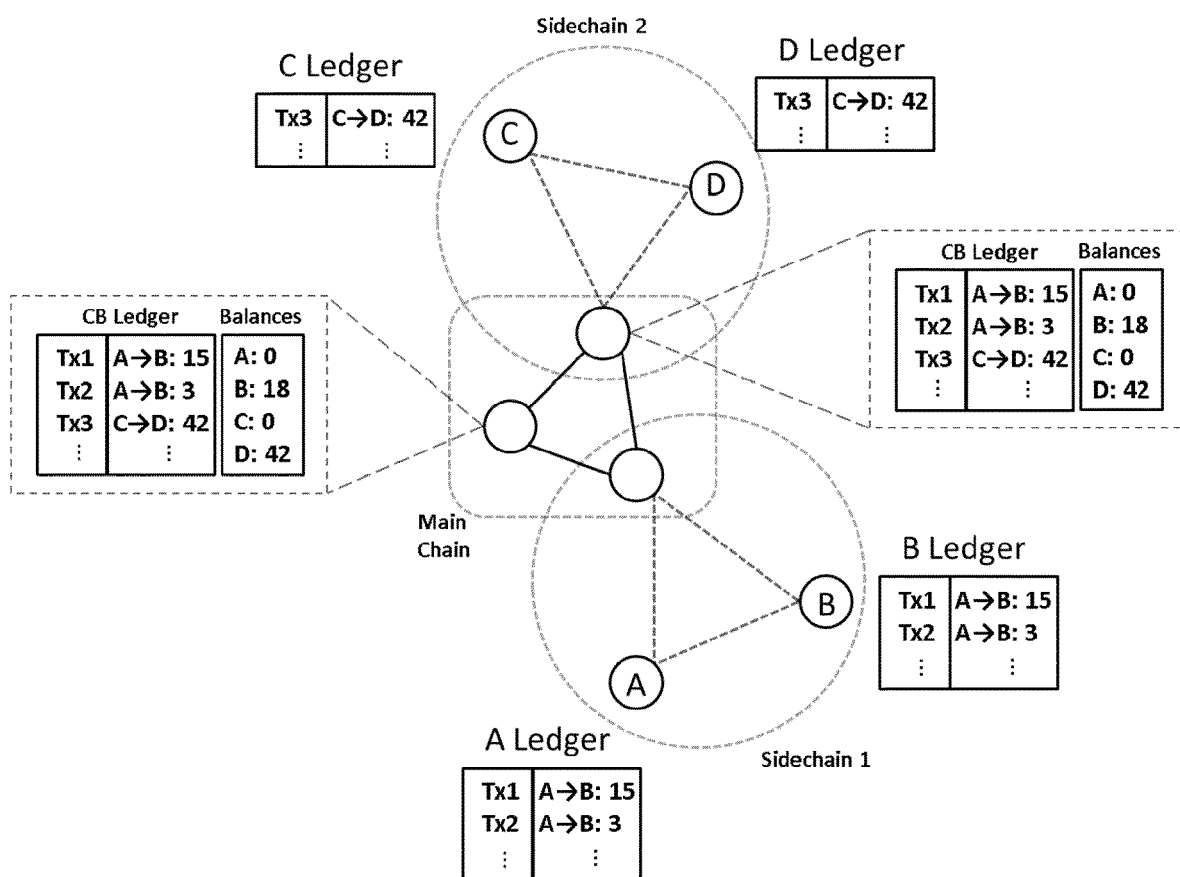 Sidechain 2
C Ledger
Tx3 C→D: 42
⋮ ⋮
D Ledger
Tx3 C→D: 42
⋮ ⋮
C
D
CB Ledger Balances
Tx1 A→B: 15 A: 0
Tx2 A→B: 3 B: 18
Tx3 C→D: 42 C: 0
⋮ ⋮ D: 42
CB Ledger Balances
Tx1 A→B: 15 A: 0
Tx2 A→B: 3 B: 18
Tx3 C→D: 42 C: 0
⋮ ⋮ D: 42
Main
Chain
B Ledger
Tx1 A→B: 15
Tx2 A→B: 3
⋮ ⋮
B
A
Sidechain 1
A Ledger
Tx1 A→B: 15
Tx2 A→B: 3
⋮ ⋮